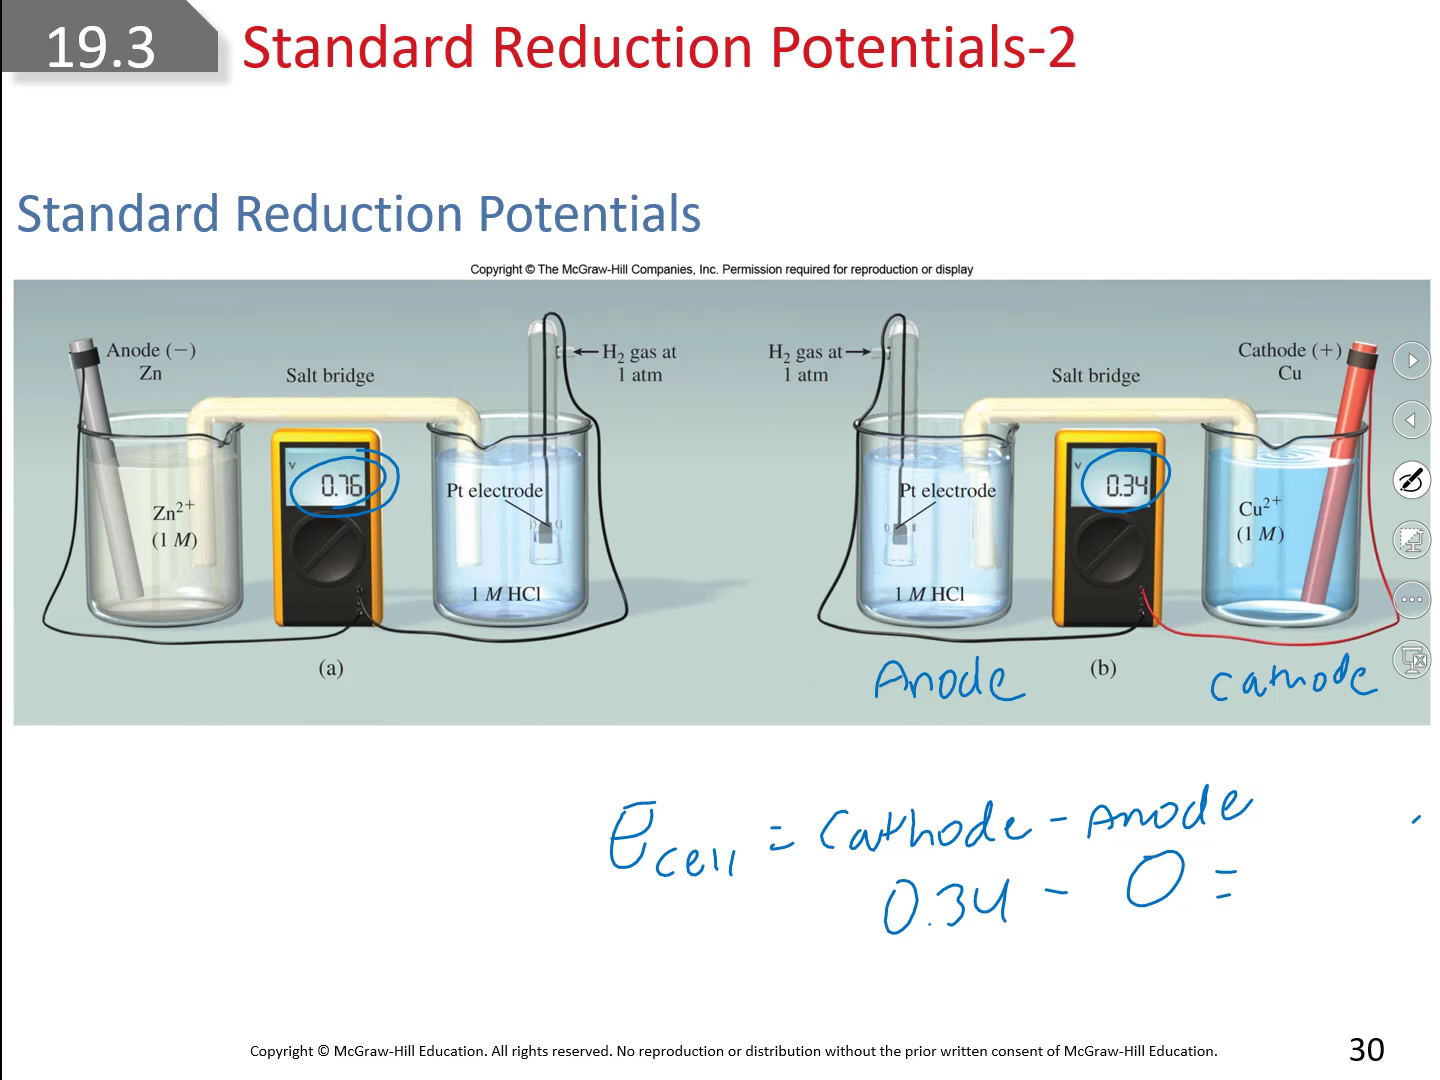 19.3 Standard Reduction Potentials-2
Standard Reduction Potentials
Copyright © The McGraw-Hill Companies, Inc. Permission required for reproduction or display
Anode (−)
Zn
Salt bridge
H₂ gas at
1 atm
V
0.76
Zn²⁺
(1 M)
Pt electrode
1 M HCl
(a)
H₂ gas at
1 atm
Salt bridge
Cathode (+)
Cu
V
0.34
Pt electrode
1 M HCl
Cu²⁺
(1 M)
(b)
Anode
Cathode
E cell = Cathode - Anode
0.34 - 0 =
Copyright © McGraw-Hill Education. All rights reserved. No reproduction or distribution without the prior written consent of McGraw-Hill Education.
30